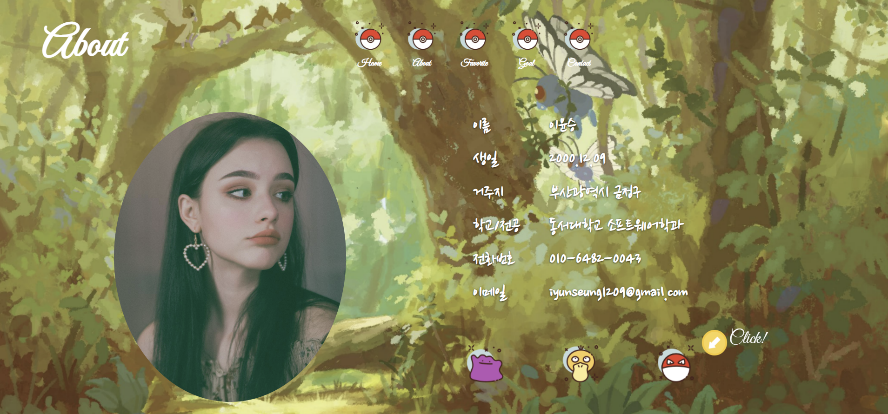 About
Home About Favorite Goal Contact
이름 이윤승
생일 2000.12.09
거주지 부산광역시 금정구
학교/전공 동서대학교 소프트웨어학과
전화번호 010-6482-0043
이메일 iyunseung1209@gmail.com
Click!